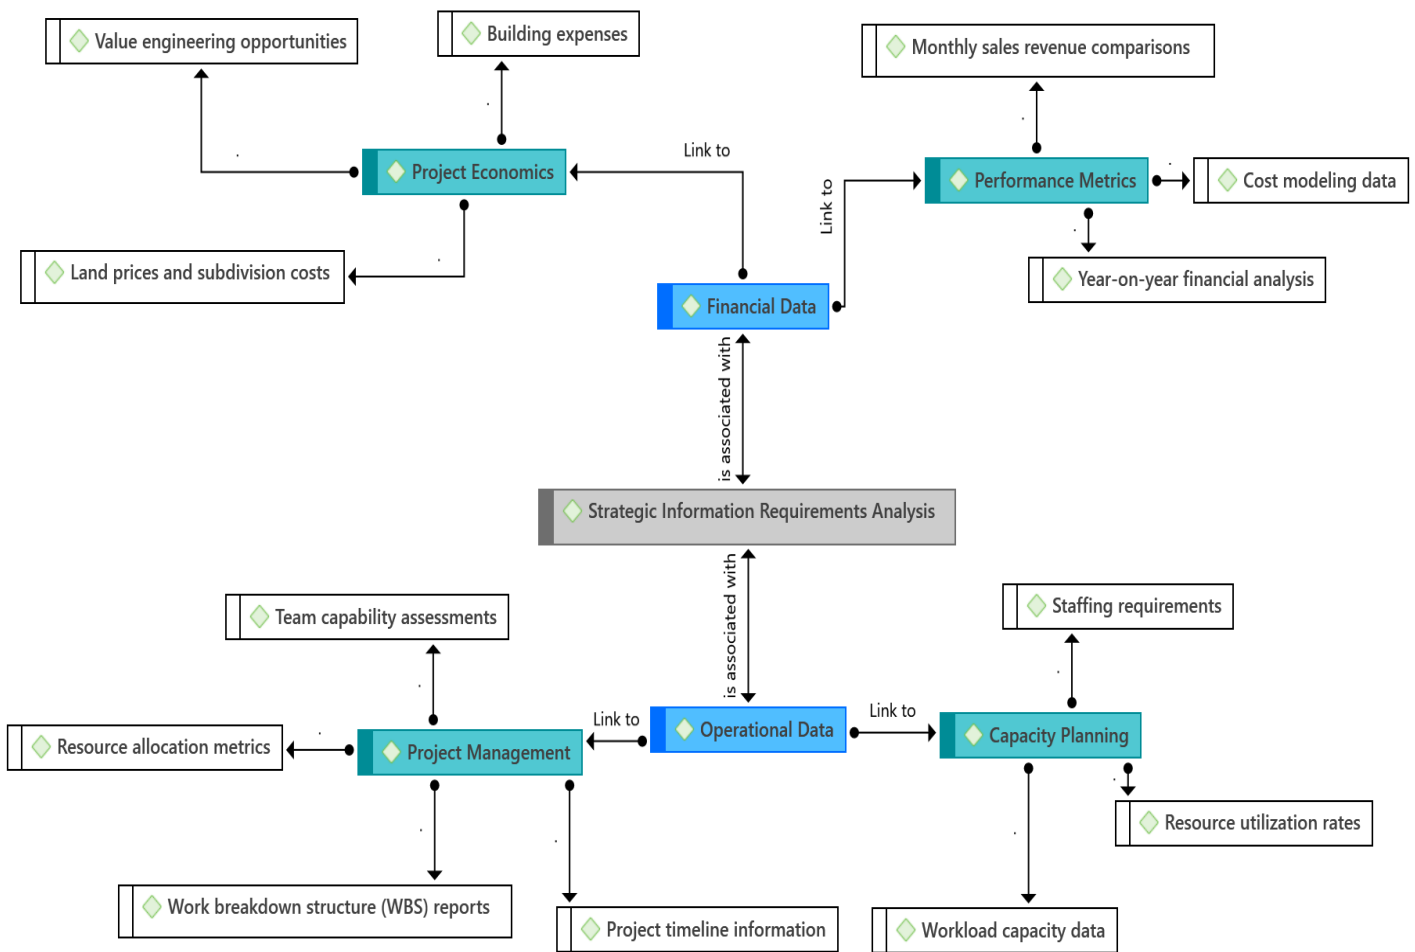 Value engineering opportunities
Building expenses
Monthly sales revenue comparisons
Link to
Project Economics
Link to
Performance Metrics
Cost modeling data
Land prices and subdivision costs
Year-on-year financial analysis
Financial Data
is associated with
Strategic Information Requirements Analysis
is associated with
Team capability assessments
Staffing requirements
Resource allocation metrics
Project Management
Link to
Operational Data
Link to
Capacity Planning
Resource utilization rates
Work breakdown structure (WBS) reports
Project timeline information
Workload capacity data